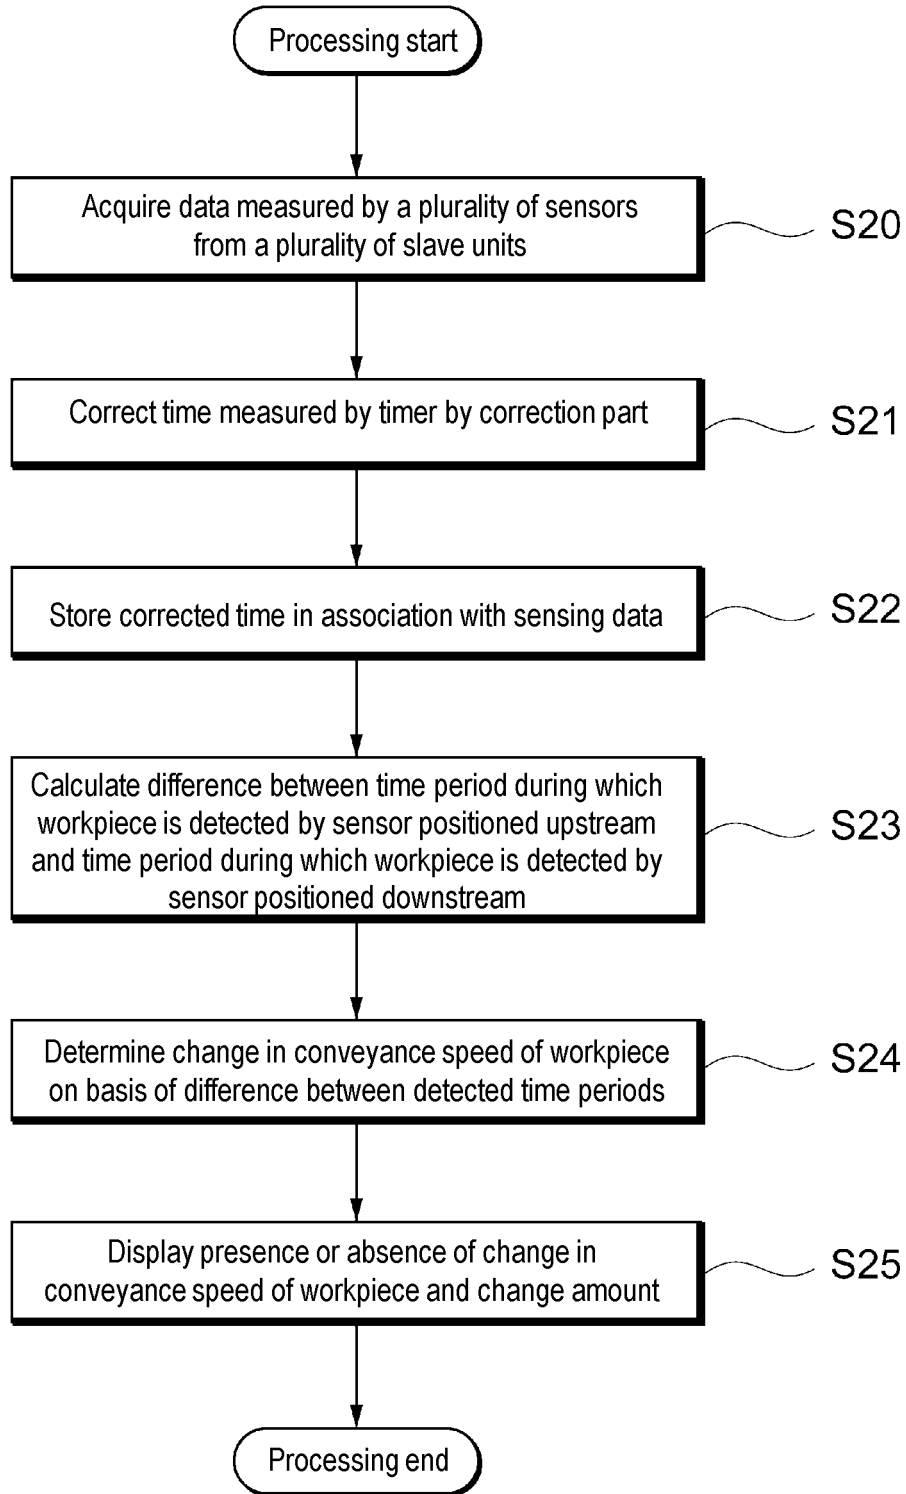 Processing start
Acquire data measured by a plurality of sensors
from a plurality of slave units
S20
Correct time measured by timer by correction part
S21
Store corrected time in association with sensing data
S22
Calculate difference between time period during which
workpiece is detected by sensor positioned upstream
and time period during which workpiece is detected by
sensor positioned downstream
S23
Determine change in conveyance speed of workpiece
on basis of difference between detected time periods
S24
Display presence or absence of change in
conveyance speed of workpiece and change amount
S25
Processing end